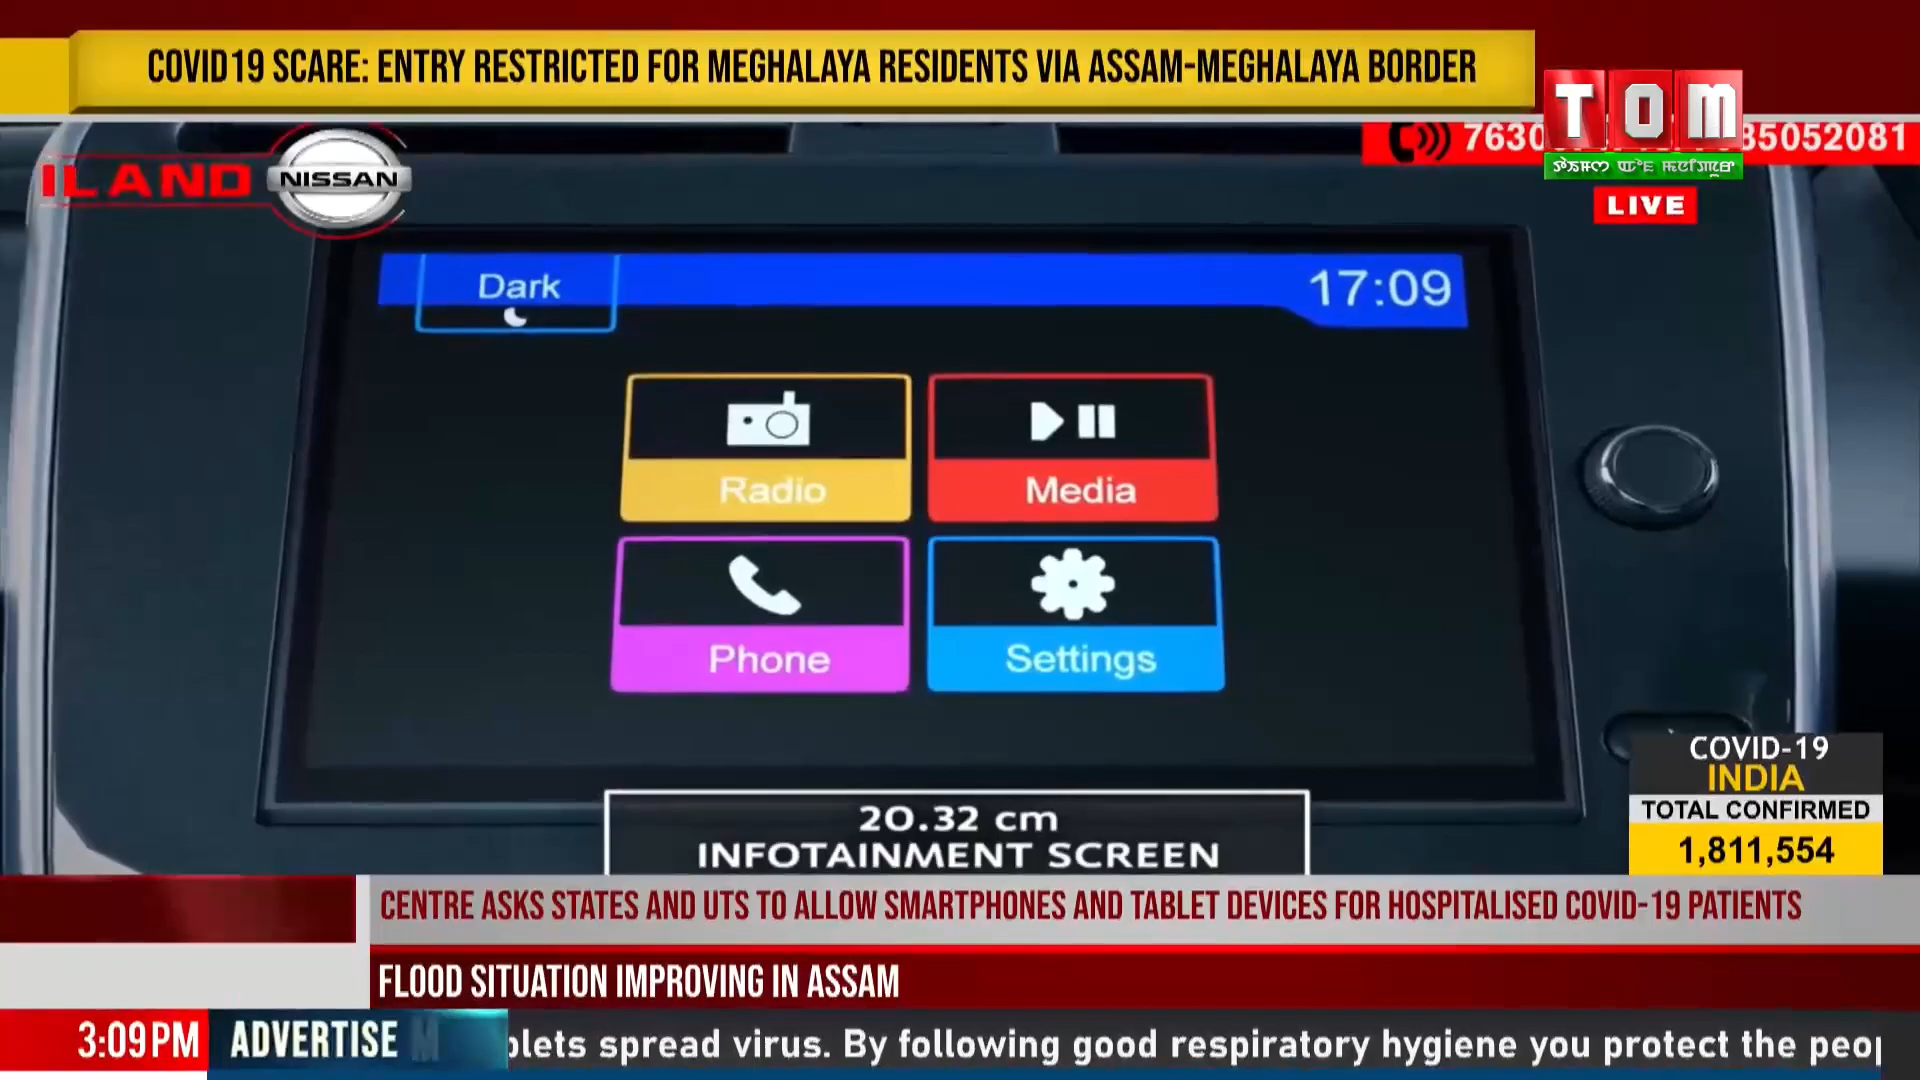 COVID19 SCARE: ENTRY RESTRICTED FOR MEGHALAYA RESIDENTS VIA ASSAM-MEGHALAYA BORDER
TOM
LIVE
ILAND
NISSAN
Dark
17:09
Radio
Media
Phone
Settings
20.32 cm
INFOTAINMENT SCREEN
COVID-19
INDIA
TOTAL CONFIRMED
1,811,554
CENTRE ASKS STATES AND UTS TO ALLOW SMARTPHONES AND TABLET DEVICES FOR HOSPITALISED COVID-19 PATIENTS
FLOOD SITUATION IMPROVING IN ASSAM
3:09 PM
ADVERTISE
spread virus. By following good respiratory hygiene you protect the